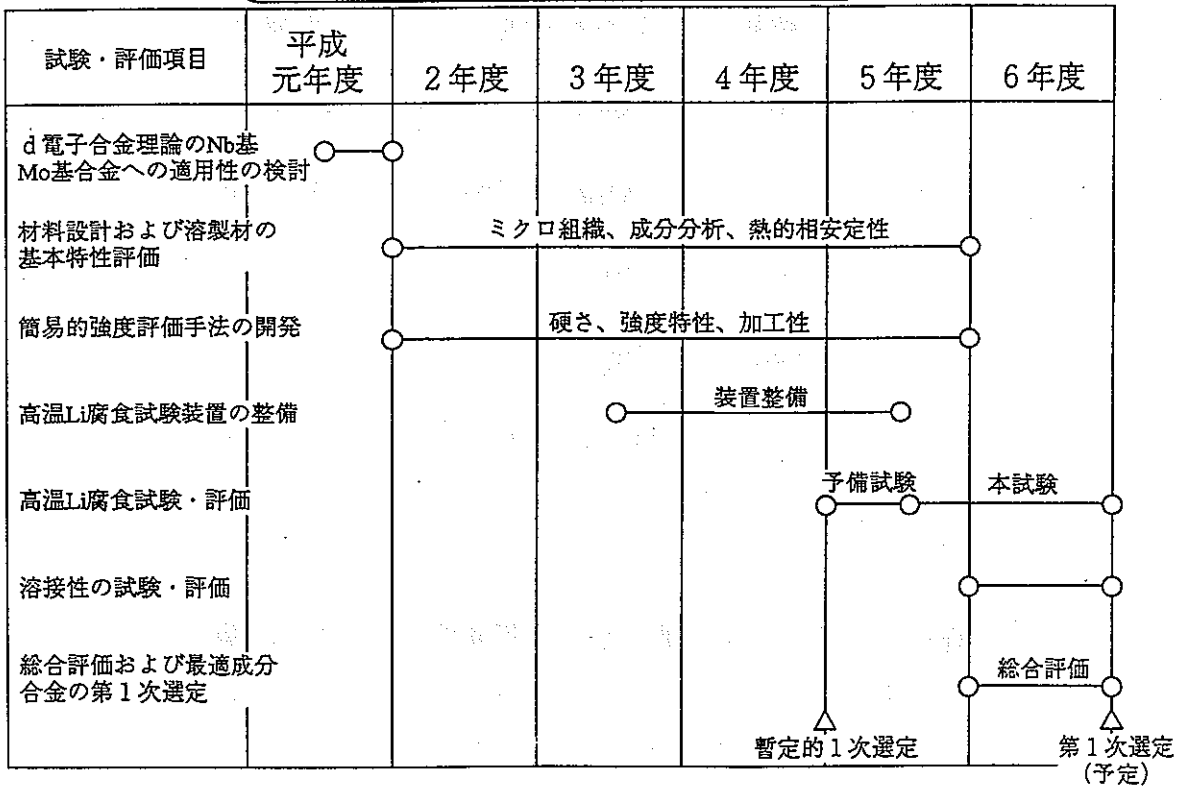 試験・評価項目
平成
元年度
2年度
3年度
4年度
5年度
6年度
d電子合金理論のNb基
Mo基合金への適用性の検討
材料設計および溶製材の
基本特性評価
ミクロ組織、成分分析、熱的相安定性
簡易的強度評価手法の開発
硬さ、強度特性、加工性
高温Li腐食試験装置の整備
装置整備
高温Li腐食試験・評価
予備試験
本試験
溶接性の試験・評価
総合評価および最適成分
合金の第1次選定
総合評価
暫定的1次選定
第1次選定
(予定)